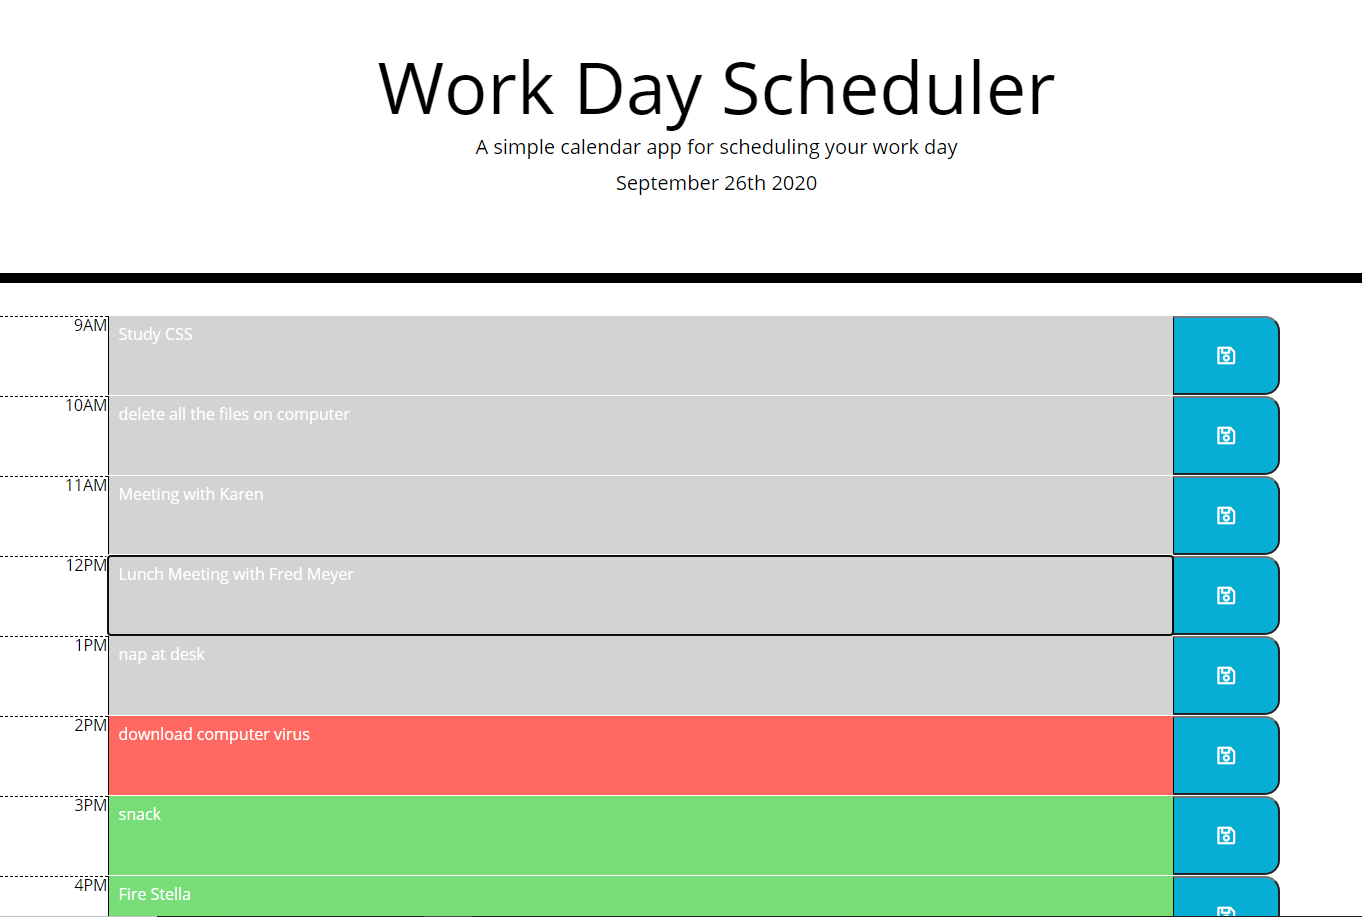 Work Day Scheduler
A simple calendar app for scheduling your work day
September 26th 2020
9AM Study CSS
10AM delete all the files on computer
11AM Meeting with Karen
12PM Lunch Meeting with Fred Meyer
1PM nap at desk
2PM download computer virus
3PM snack
4PM Fire Stella